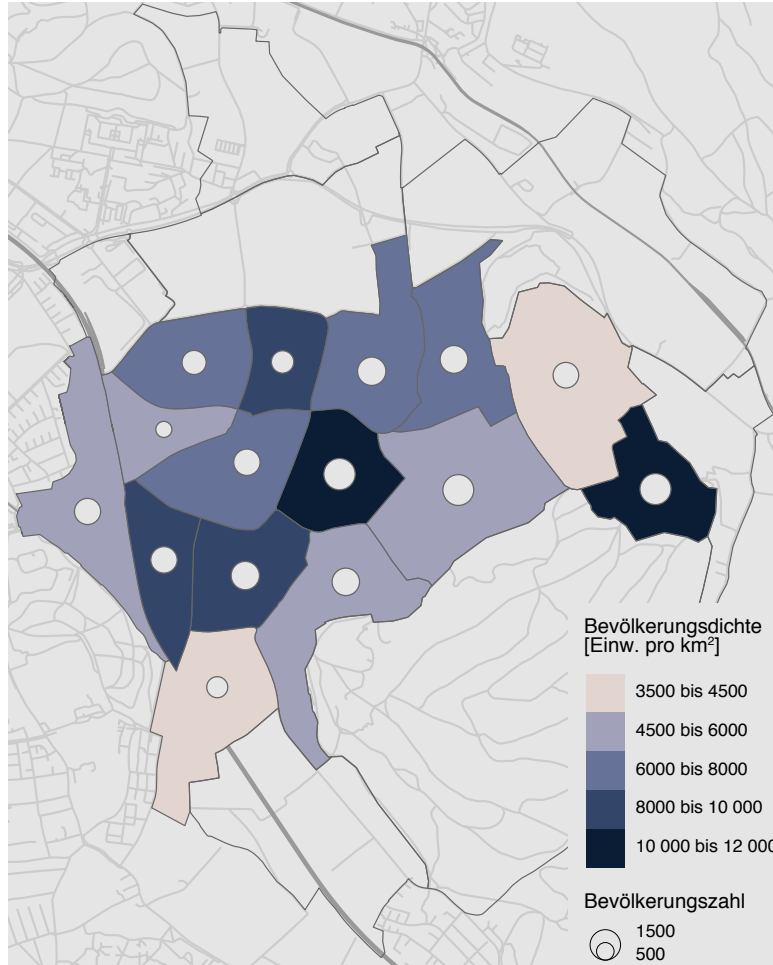 Bevölkerungsdichte
[Einw. pro km²]
3500 bis 4500
4500 bis 6000
6000 bis 8000
8000 bis 10 000
10 000 bis 12 000
Bevölkerungszahl
1500
500